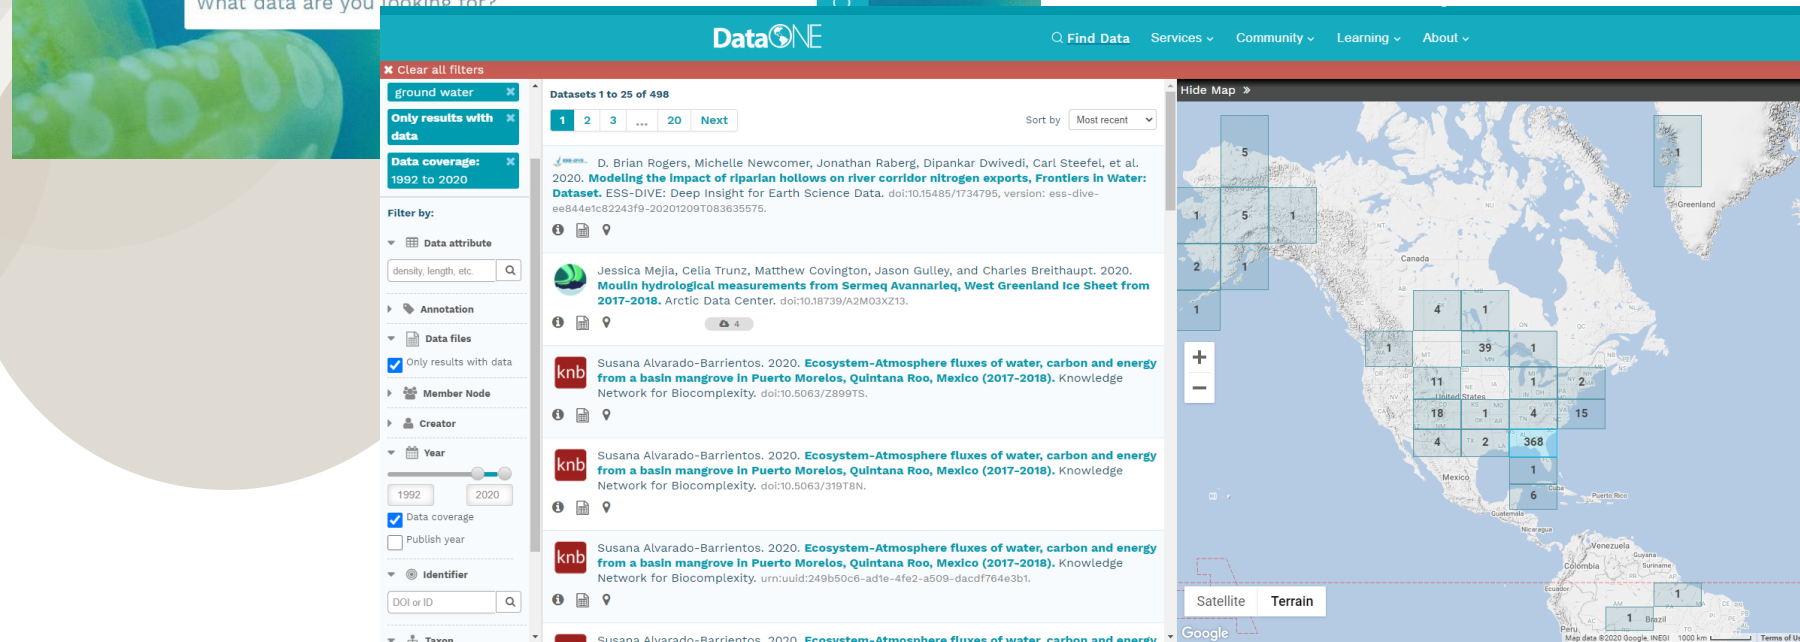 What data are you looking for?
DataONE
Find Data
Services
Community
Learning
About
Clear all filters
ground water
Only results with
data
Data coverage:
1992 to 2020
Filter by:
Data attribute
density, length, etc.
Annotation
Data files
Only results with data
Member Node
Creator
Year
1992
2020
Data coverage
Publish year
Identifier
DOI or ID
Taxon
Datasets 1 to 25 of 498
1 2 3 ... 20 Next
Sort by Most recent
D. Brian Rogers, Michelle Newcomer, Jonathan Raberg, Dipankar Dwivedi, Carl Steefel, et al.
2020. Modeling the impact of riparian hollows on river corridor nitrogen exports, Frontiers in Water:
Dataset. ESS-DIVE: Deep Insight for Earth Science Data. doi:10.15485/1734795, version: ess-dive-
ee844e1c82243f9-20201209T083635575.
Jessica Mejia, Celia Trunz, Matthew Covington, Jason Gulley, and Charles Breithaupt. 2020.
Moulin hydrological measurements from Sermeq Avannarleq, West Greenland Ice Sheet from
2017-2018. Arctic Data Center. doi:10.18739/A2M03XZ13.
4
knb
Susana Alvarado-Barrientos. 2020. Ecosystem-Atmosphere fluxes of water, carbon and energy
from a basin mangrove in Puerto Morelos, Quintana Roo, Mexico (2017-2018). Knowledge
Network for Biocomplexity. doi:10.5063/Z899TS.
knb
Susana Alvarado-Barrientos. 2020. Ecosystem-Atmosphere fluxes of water, carbon and energy
from a basin mangrove in Puerto Morelos, Quintana Roo, Mexico (2017-2018). Knowledge
Network for Biocomplexity. doi:10.5063/319T8N.
knb
Susana Alvarado-Barrientos. 2020. Ecosystem-Atmosphere fluxes of water, carbon and energy
from a basin mangrove in Puerto Morelos, Quintana Roo, Mexico (2017-2018). Knowledge
Network for Biocomplexity. urn:uuid:249b50c6-ad1e-4fe2-a509-dacdf764e3b1.
Susana Alvarado-Barrientos. 2020. Ecosystem-Atmosphere fluxes of water, carbon and energy
Hide Map »
5
1
1 5 1
2 1
1
Greenland
Canada
4 1
1 39 1
11 1 2
United States
18 1 4 15
4 2 368
1
6
Mexico
Cuba
Puerto Rico
Guatemala
Nicaragua
Venezuela
Guyana
Suriname
Colombia
Ecuador
1
1
Peru
Brazil
Satellite
Terrain
Google
Map data ©2020 Google, INEGI
1000 km
Terms of U